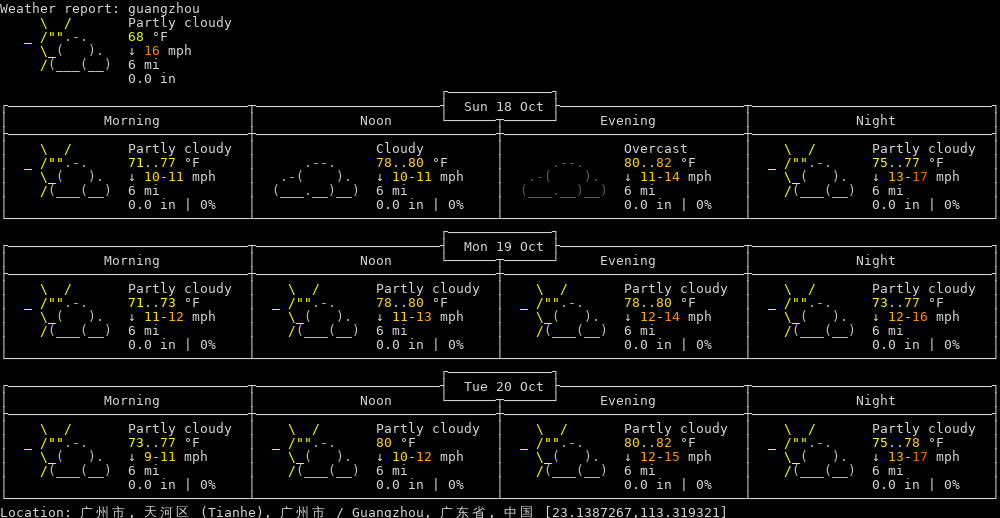 Weather report: guangzhou
Partly cloudy
68 °F
↓ 16 mph
6 mi
0.0 in
Sun 18 Oct
Morning Noon Evening Night
Partly cloudy Cloudy Overcast Partly cloudy
71..77 °F 78..80 °F 80..82 °F 75..77 °F
↓ 10-11 mph ↓ 10-11 mph ↓ 11-14 mph ↓ 13-17 mph
6 mi 6 mi 6 mi 6 mi
0.0 in | 0% 0.0 in | 0% 0.0 in | 0% 0.0 in | 0%
Mon 19 Oct
Morning Noon Evening Night
Partly cloudy Partly cloudy Partly cloudy Partly cloudy
71..73 °F 78..80 °F 78..80 °F 73..77 °F
↓ 11-12 mph ↓ 11-13 mph ↓ 12-14 mph ↓ 12-16 mph
6 mi 6 mi 6 mi 6 mi
0.0 in | 0% 0.0 in | 0% 0.0 in | 0% 0.0 in | 0%
Tue 20 Oct
Morning Noon Evening Night
Partly cloudy Partly cloudy Partly cloudy Partly cloudy
73..77 °F 80 °F 80..82 °F 75..78 °F
↓ 9-11 mph ↓ 10-12 mph ↓ 12-15 mph ↓ 13-17 mph
6 mi 6 mi 6 mi 6 mi
0.0 in | 0% 0.0 in | 0% 0.0 in | 0% 0.0 in | 0%
Location: 广州市, 天河区 (Tianhe), 广州市 / Guangzhou, 广东省, 中国 [23.1387267,113.319321]